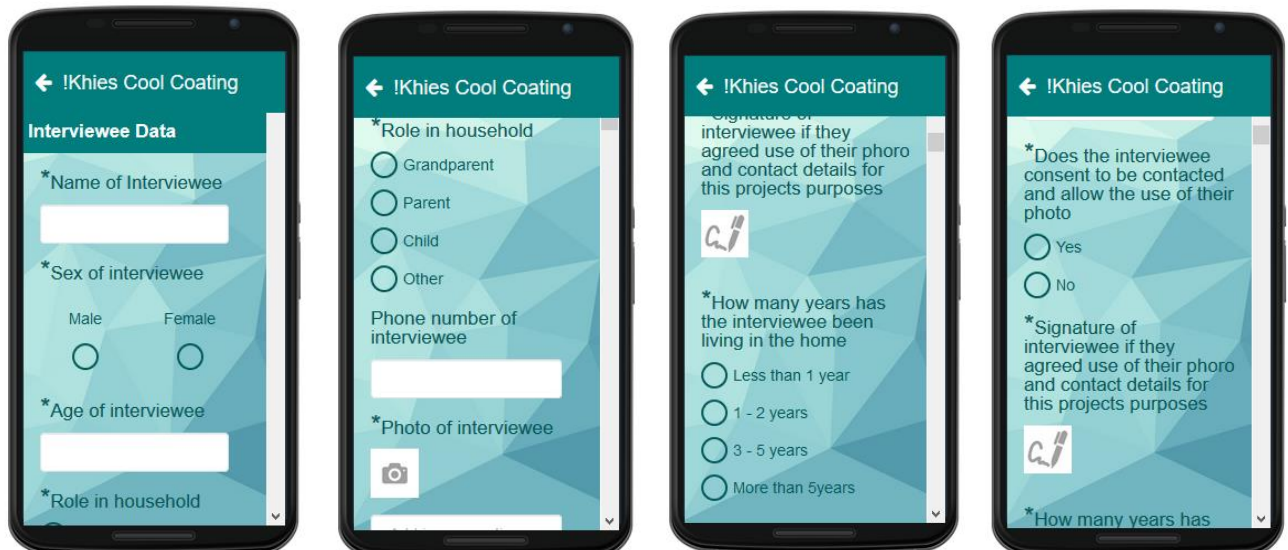 !Khies Cool Coating
Interviewee Data
*Name of Interviewee
*Sex of interviewee
Male Female
*Age of interviewee
*Role in household
!Khies Cool Coating
*Role in household
Grandparent
Parent
Child
Other
Phone number of
interviewee
*Photo of interviewee
!Khies Cool Coating
*Signature of
interviewee if they
agreed use of their phoro
and contact details for
this projects purposes
*How many years has
the interviewee been
living in the home
Less than 1 year
1 - 2 years
3 - 5 years
More than 5years
!Khies Cool Coating
*Does the interviewee
consent to be contacted
and allow the use of their
photo
Yes
No
*Signature of
interviewee if they
agreed use of their phoro
and contact details for
this projects purposes
*How many years has